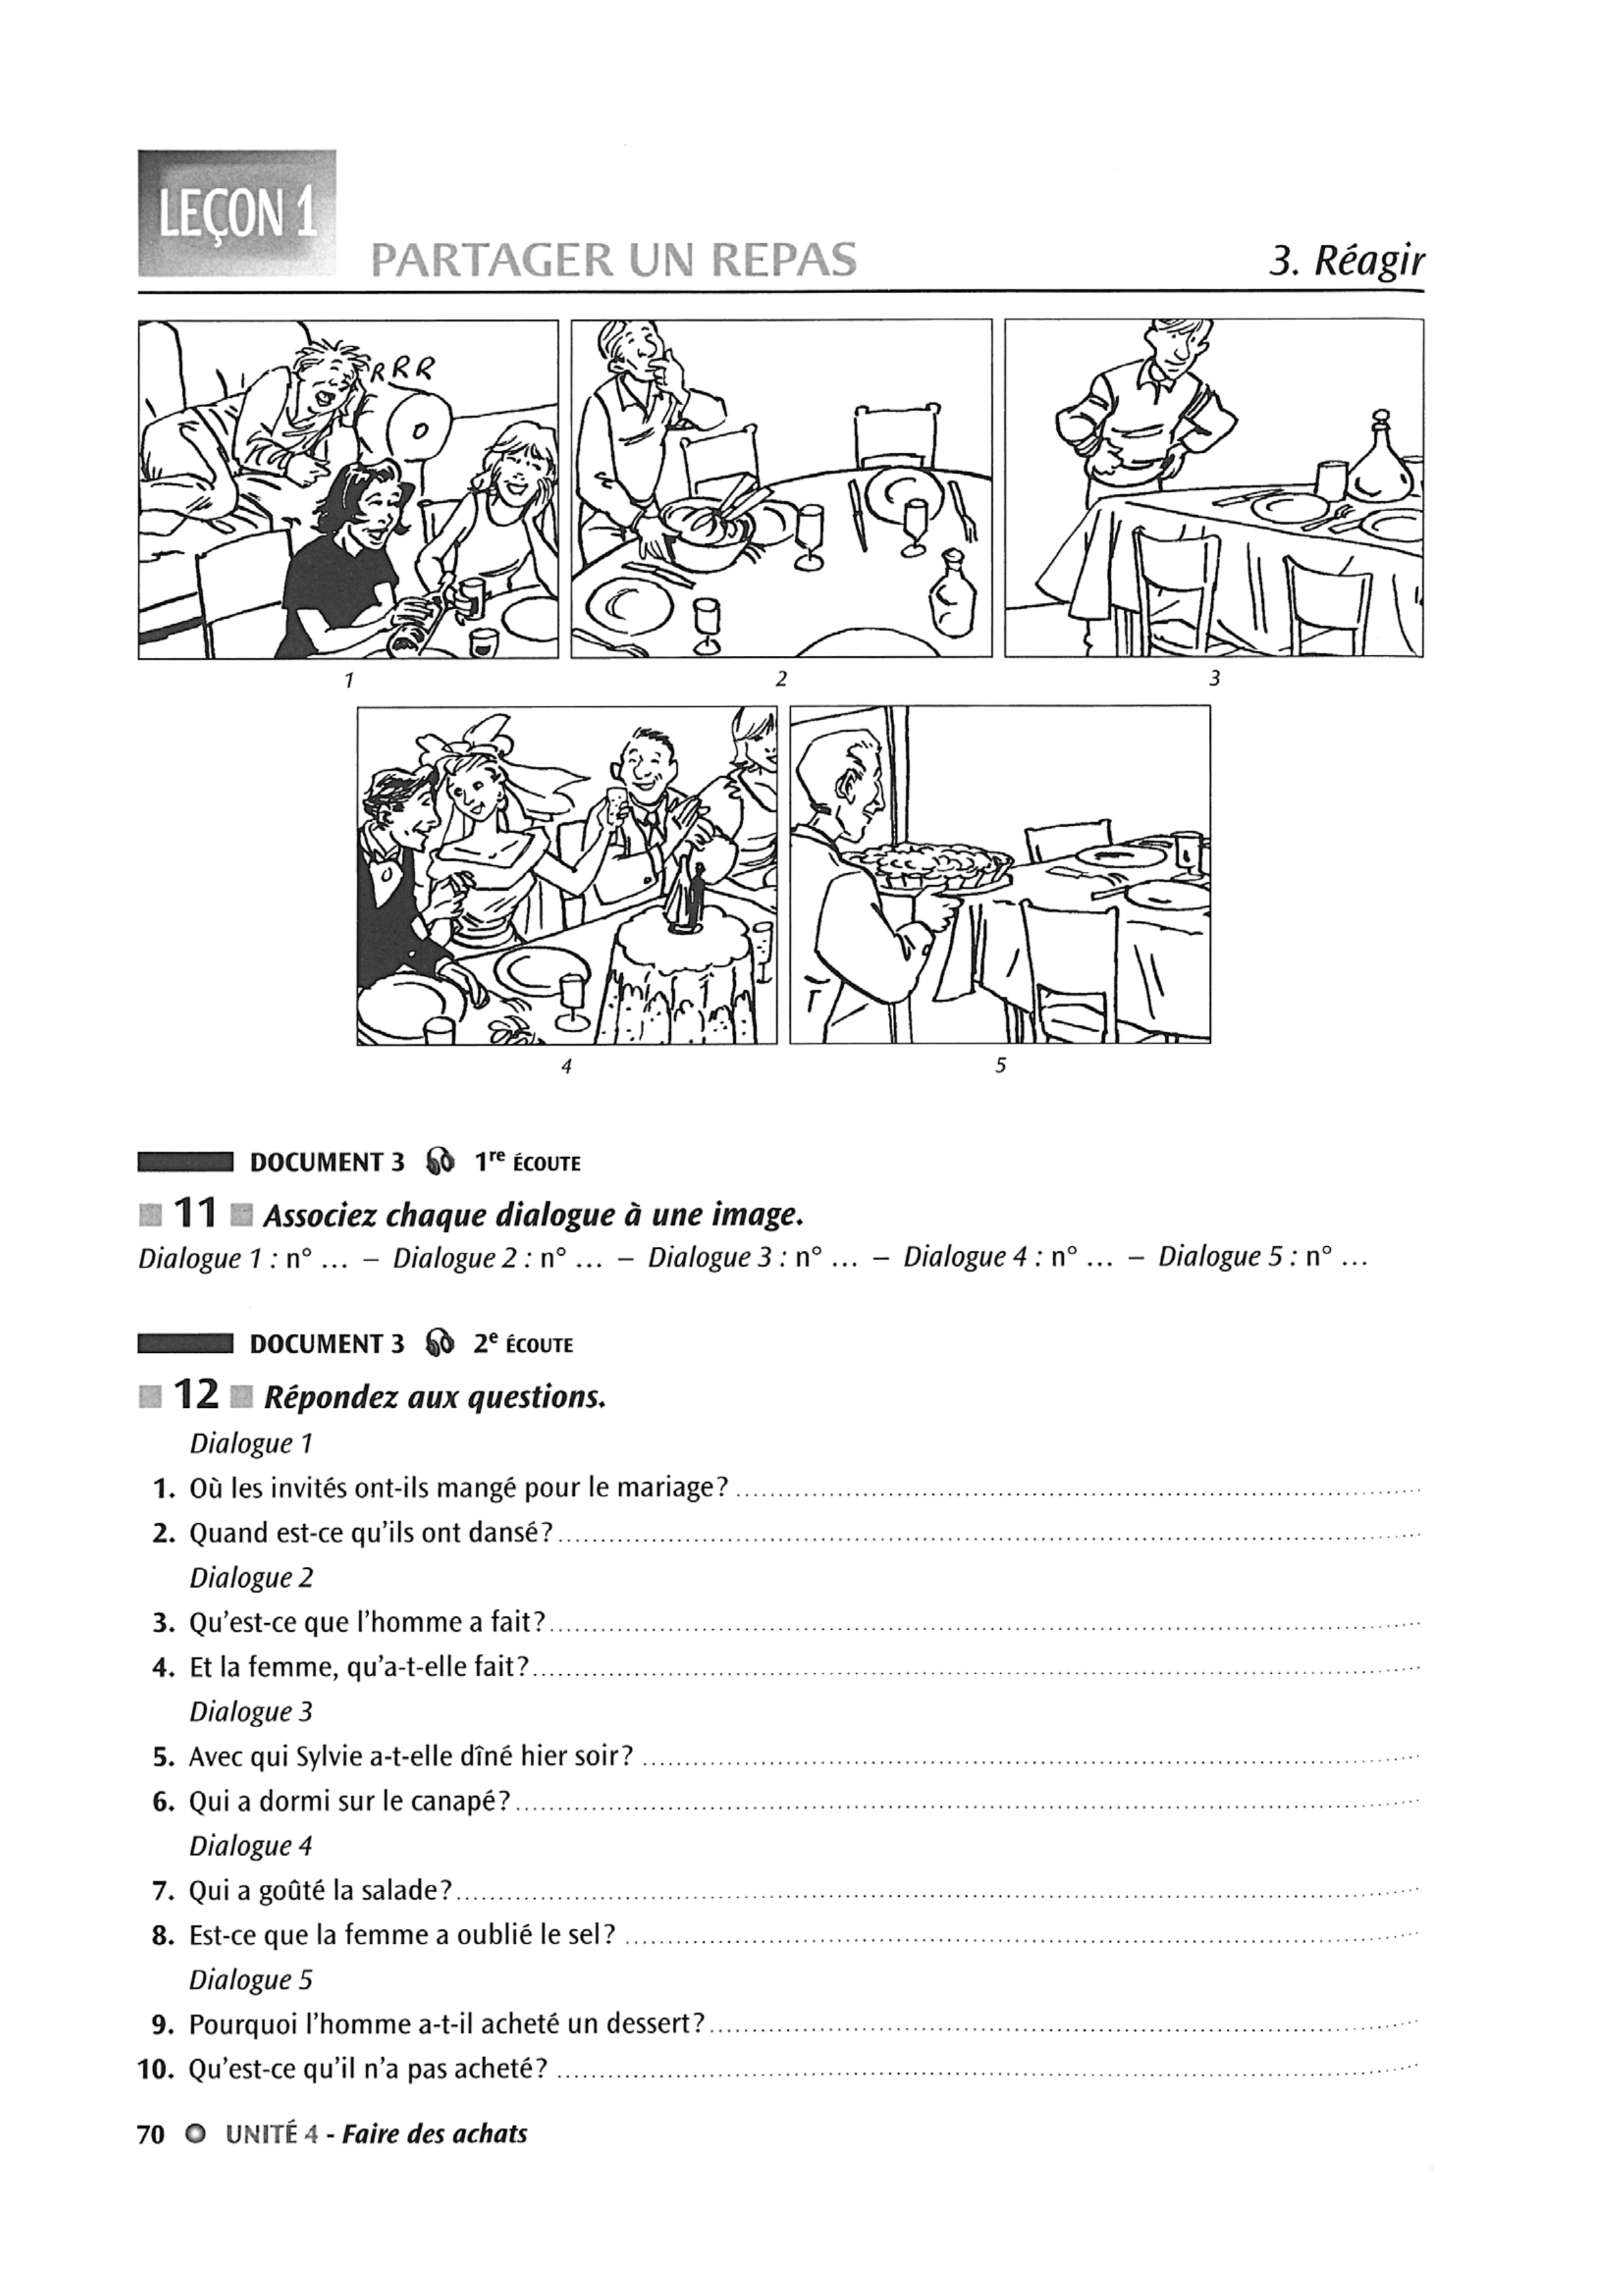 LEÇON 1
PARTAGER UN REPAS
3. Réagir
RRR
1
2
3
4
5
DOCUMENT 3 1re ÉCOUTE
11 Associez chaque dialogue à une image.
Dialogue 1 : n° ... – Dialogue 2 : n° ... – Dialogue 3 : n° ... – Dialogue 4 : n° ... – Dialogue 5 : n° ...
DOCUMENT 3 2e ÉCOUTE
12 Répondez aux questions.
Dialogue 1
1. Où les invités ont-ils mangé pour le mariage?
2. Quand est-ce qu'ils ont dansé?
Dialogue 2
3. Qu'est-ce que l'homme a fait?
4. Et la femme, qu'a-t-elle fait?
Dialogue 3
5. Avec qui Sylvie a-t-elle dîné hier soir?
6. Qui a dormi sur le canapé?
Dialogue 4
7. Qui a goûté la salade?
8. Est-ce que la femme a oublié le sel?
Dialogue 5
9. Pourquoi l'homme a-t-il acheté un dessert?
10. Qu'est-ce qu'il n'a pas acheté?
70 UNITÉ 4 - Faire des achats